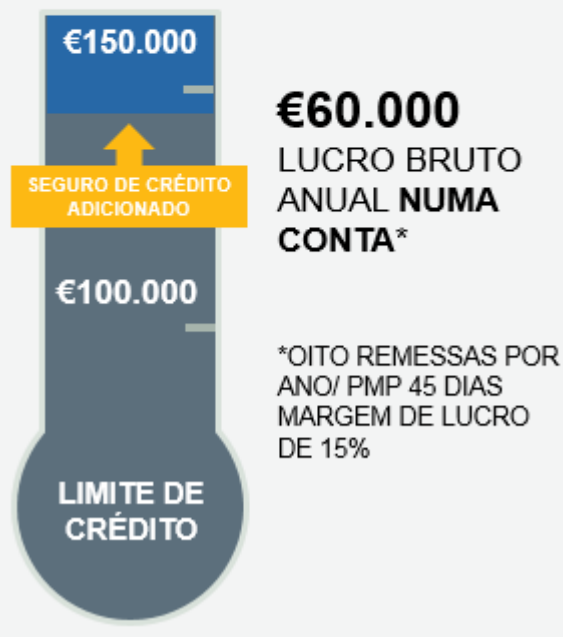 €150.000
SEGURO DE CRÉDITO
ADICIONADO
€100.000
LIMITE DE
CRÉDITO
€60.000
LUCRO BRUTO
ANUAL NUMA
CONTA*
*OITO REMESSAS POR
ANO/ PMP 45 DIAS
MARGEM DE LUCRO
DE 15%